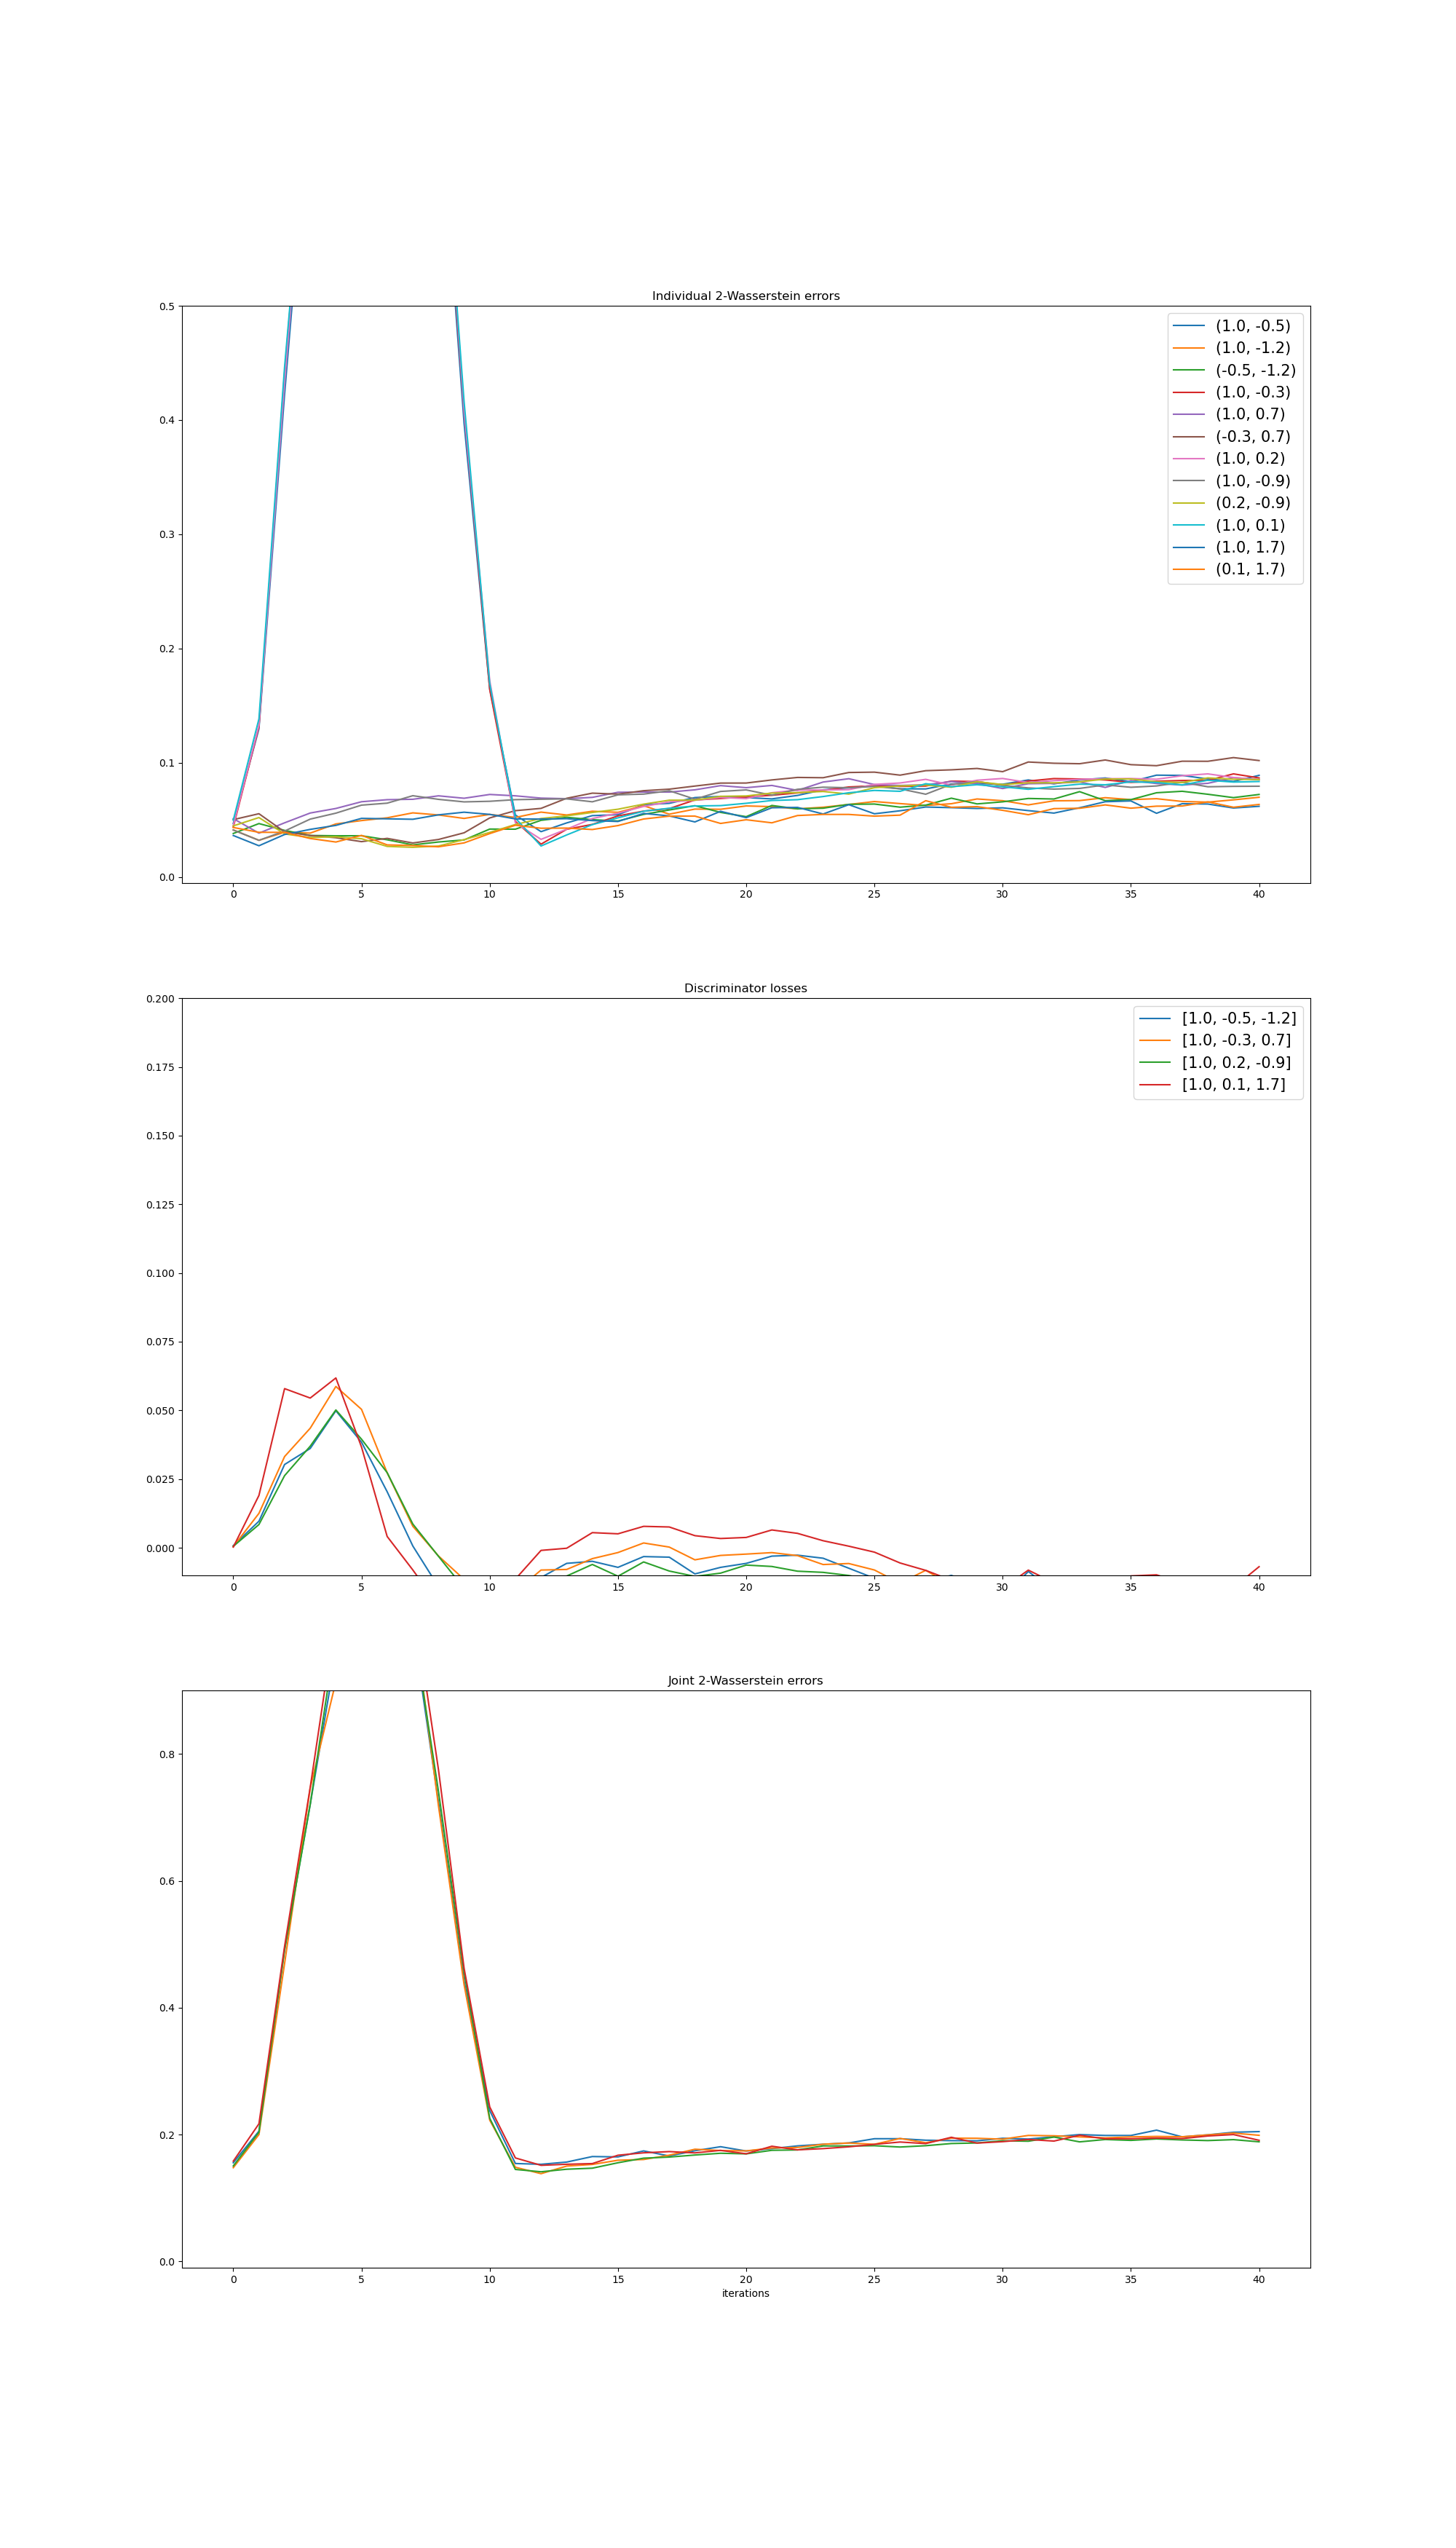 Individual 2-Wasserstein errors
0.5
0.4
0.3
0.2
0.1
0.0
(1.0, -0.5)
(1.0, -1.2)
(-0.5, -1.2)
(1.0, -0.3)
(1.0, 0.7)
(-0.3, 0.7)
(1.0, 0.2)
(1.0, -0.9)
(0.2, -0.9)
(1.0, 0.1)
(1.0, 1.7)
(0.1, 1.7)
0 5 10 15 20 25 30 35 40
Discriminator losses
0.200
0.175
0.150
0.125
0.100
0.075
0.050
0.025
0.000
[1.0, -0.5, -1.2]
[1.0, -0.3, 0.7]
[1.0, 0.2, -0.9]
[1.0, 0.1, 1.7]
0 5 10 15 20 25 30 35 40
Joint 2-Wasserstein errors
0.8
0.6
0.4
0.2
0.0
0 5 10 15 20 25 30 35 40
iterations